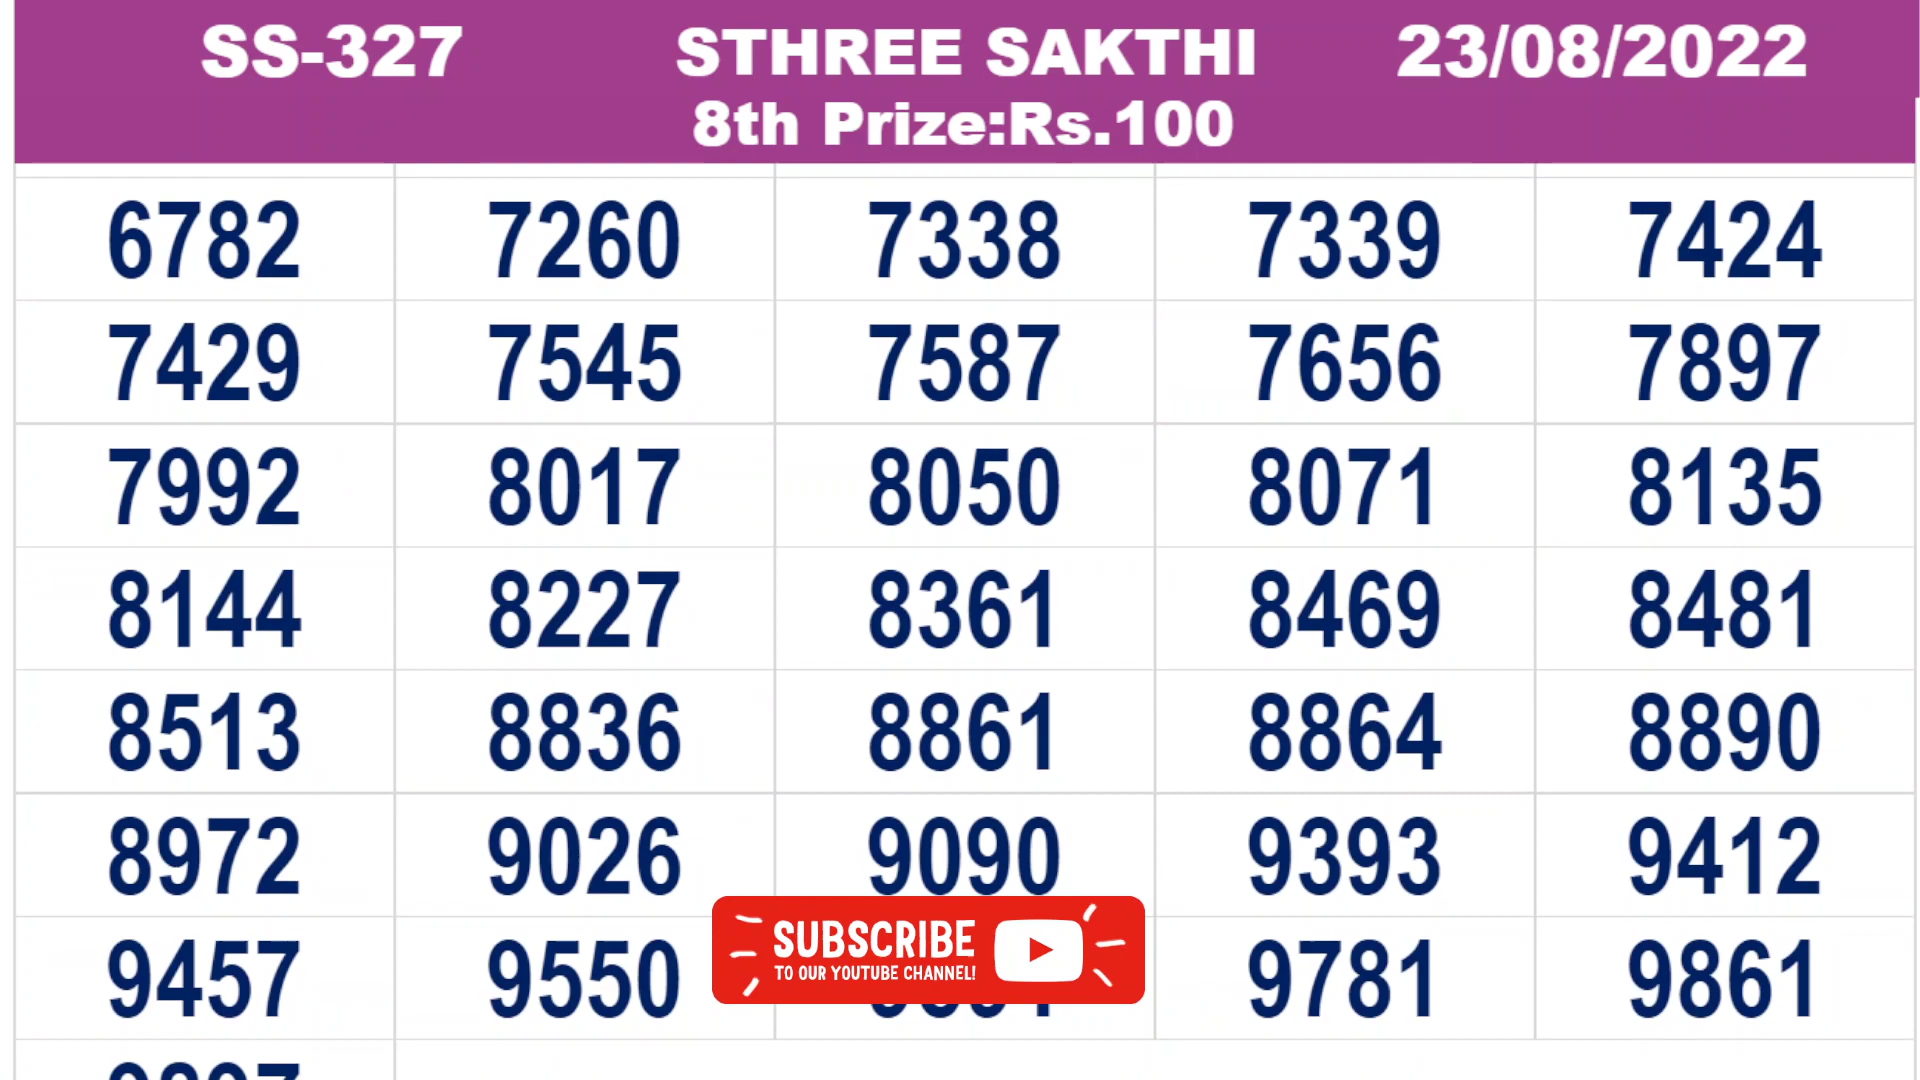 SS-327 STHREE SAKTHI 23/08/2022
8th Prize:Rs.100
6782 7260 7338 7339 7424
7429 7545 7587 7656 7897
7992 8017 8050 8071 8135
8144 8227 8361 8469 8481
8513 8836 8861 8864 8890
8972 9026 9090 9393 9412
9457 9550 9781 9861
SUBSCRIBE
TO OUR YOUTUBE CHANNEL!